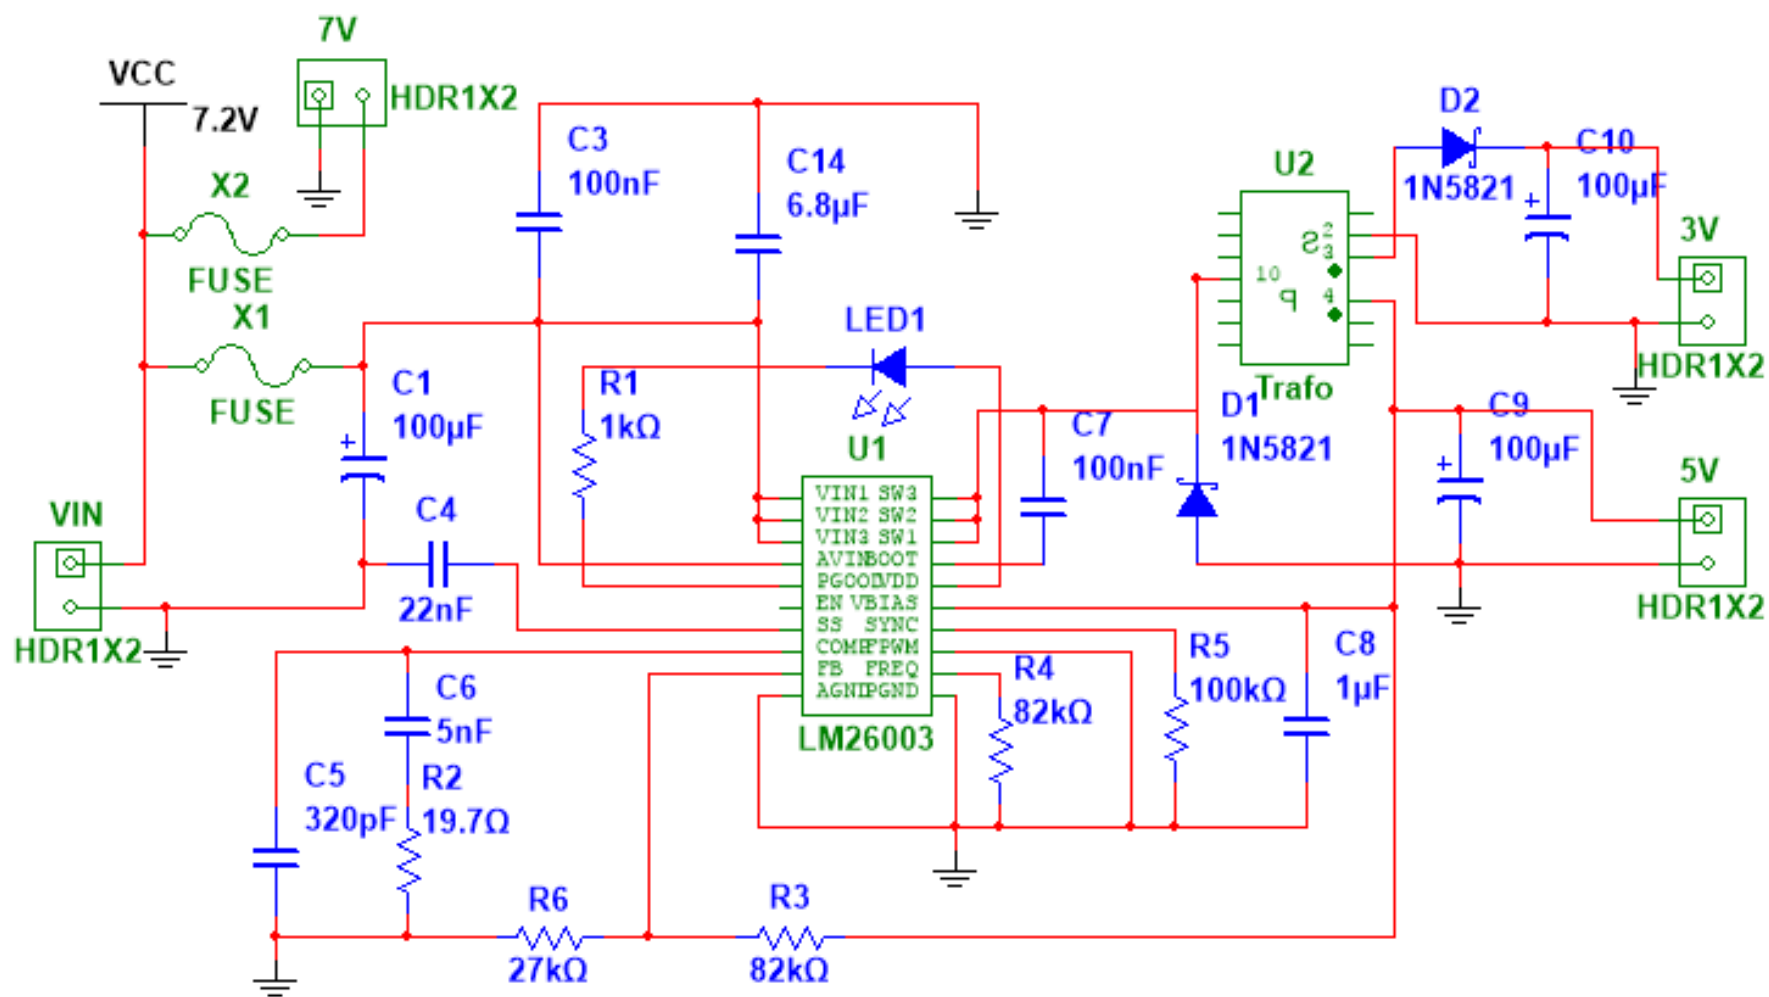 7V
VCC
HDR1X2
7.2V
X2
FUSE
X1
FUSE
C3
100nF
C14
6.8µF
C1
100µF
R1
1kΩ
LED1
U1
VIN1 SW3
VIN2 SW2
VIN3 SW1
AVIN BOOT
PGOOD VDD
EN VBIAS
SS SYNC
COMP FPWM
FB FREQ
AGND PGND
LM26003
VIN
HDR1X2
C4
22nF
C6
5nF
C5
320pF
R2
19.7Ω
R6
27kΩ
R3
82kΩ
R4
82kΩ
R5
100kΩ
C8
1µF
C7
100nF
D1
1N5821
U2
S
2
3
10
P
4
Trafo
D2
1N5821
C10
100µF
3V
HDR1X2
C9
100µF
5V
HDR1X2